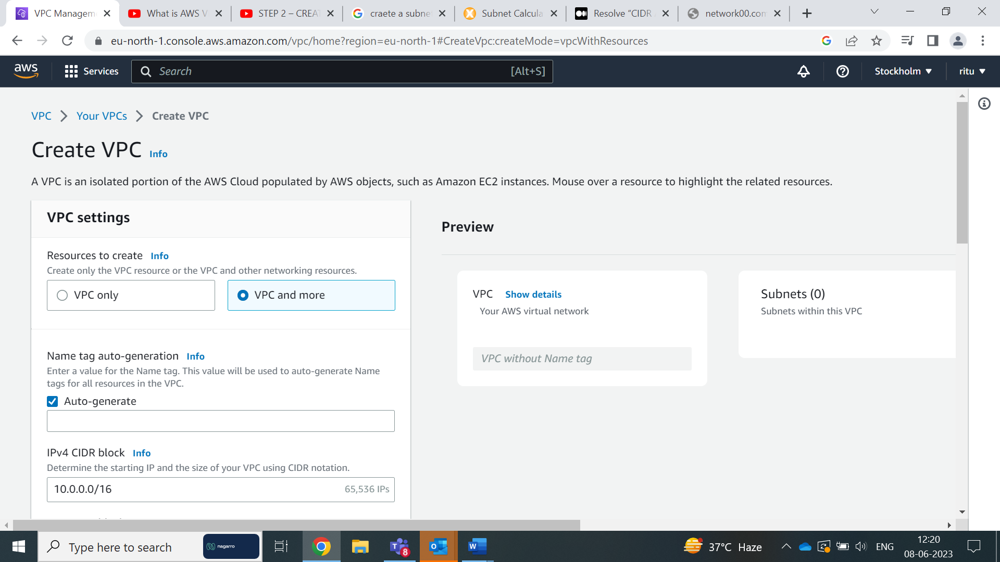 VPC Managem
What is AWS V
STEP 2 – CREAT
craete a subne
Subnet Calcula
Resolve “CIDR
network00.com
eu-north-1.console.aws.amazon.com/vpc/home?region=eu-north-1#CreateVpc:createMode=vpcWithResources
aws
Services
Search
[Alt+S]
Stockholm
ritu
VPC
Your VPCs
Create VPC
Create VPC Info
A VPC is an isolated portion of the AWS Cloud populated by AWS objects, such as Amazon EC2 instances. Mouse over a resource to highlight the related resources.
VPC settings
Resources to create Info
Create only the VPC resource or the VPC and other networking resources.
VPC only
VPC and more
Name tag auto-generation Info
Enter a value for the Name tag. This value will be used to auto-generate Name
tags for all resources in the VPC.
Auto-generate
IPv4 CIDR block Info
Determine the starting IP and the size of your VPC using CIDR notation.
10.0.0.0/16
65,536 IPs
Preview
VPC Show details
Your AWS virtual network
VPC without Name tag
Subnets (0)
Subnets within this VPC
Type here to search
nagarro
8
37°C Haze
ENG
12:20
08-06-2023